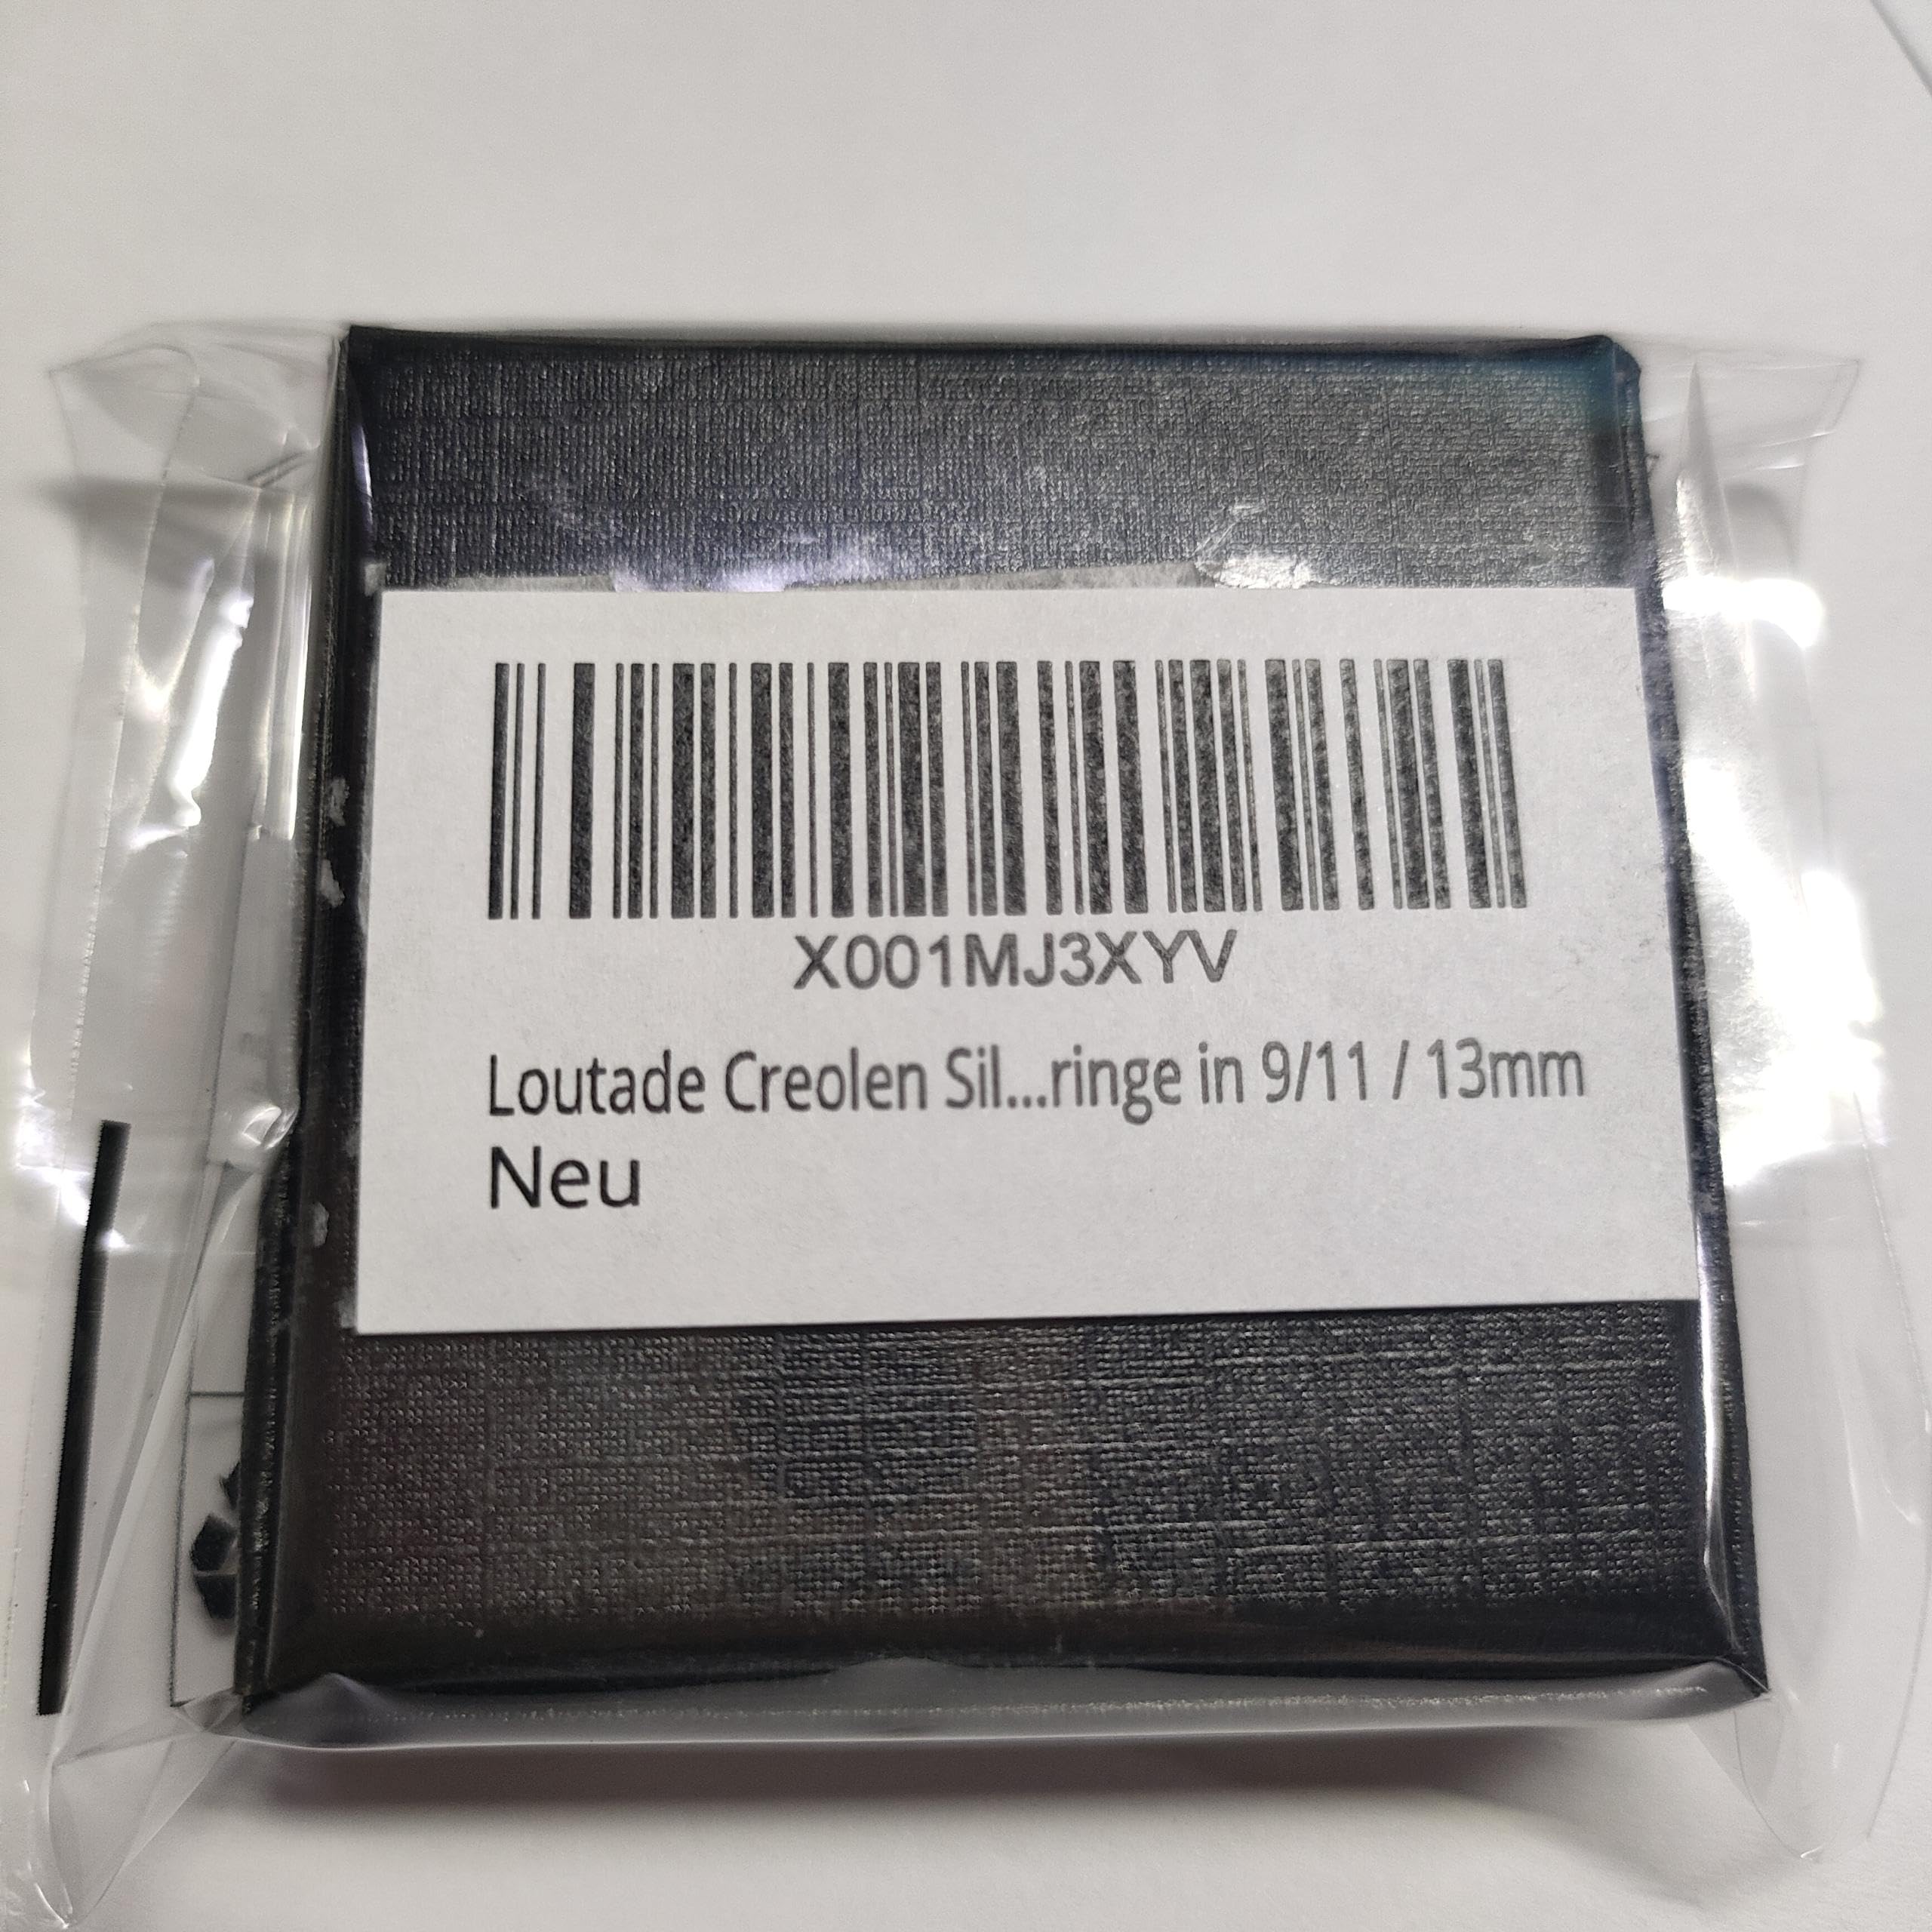 X001MJ3XYV
Loutade Creolen Sil...ringe in 9/11 / 13mm
Neu